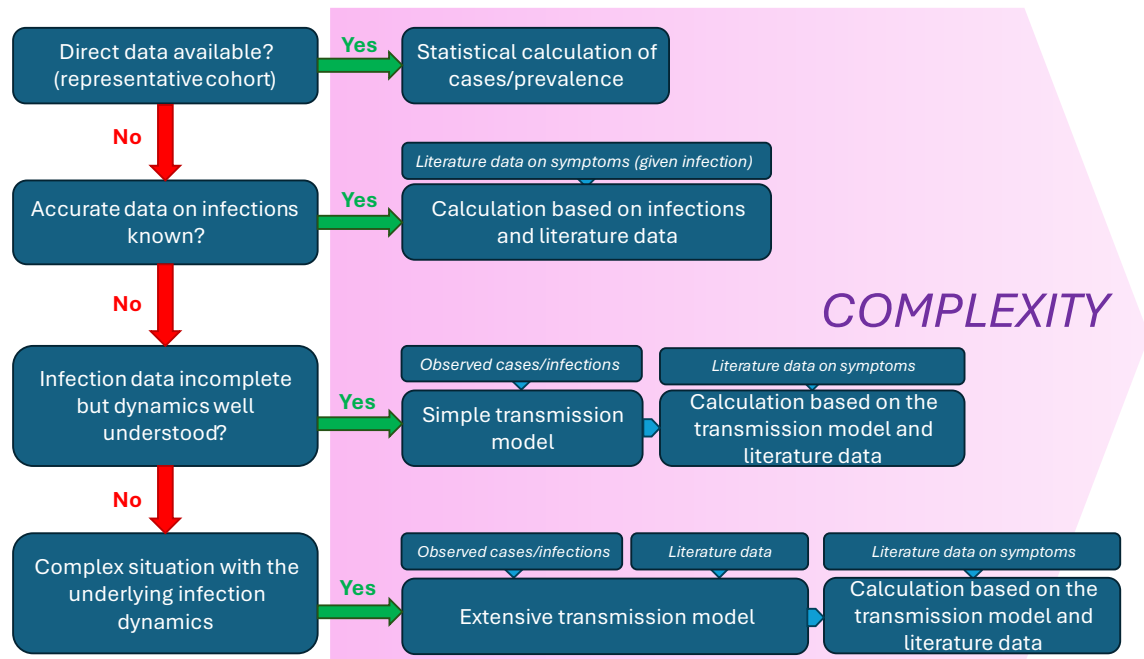 Direct data available?
(representative cohort)
Yes
Statistical calculation of
cases/prevalence
No
Literature data on symptoms (given infection)
Accurate data on infections
known?
Yes
Calculation based on infections
and literature data
No
COMPLEXITY
Observed cases/infections
Literature data on symptoms
Infection data incomplete
but dynamics well
understood?
Yes
Simple transmission
model
Calculation based on the
transmission model and
literature data
No
Observed cases/infections
Literature data
Literature data on symptoms
Complex situation with the
underlying infection
dynamics
Yes
Extensive transmission model
Calculation based on the
transmission model and
literature data